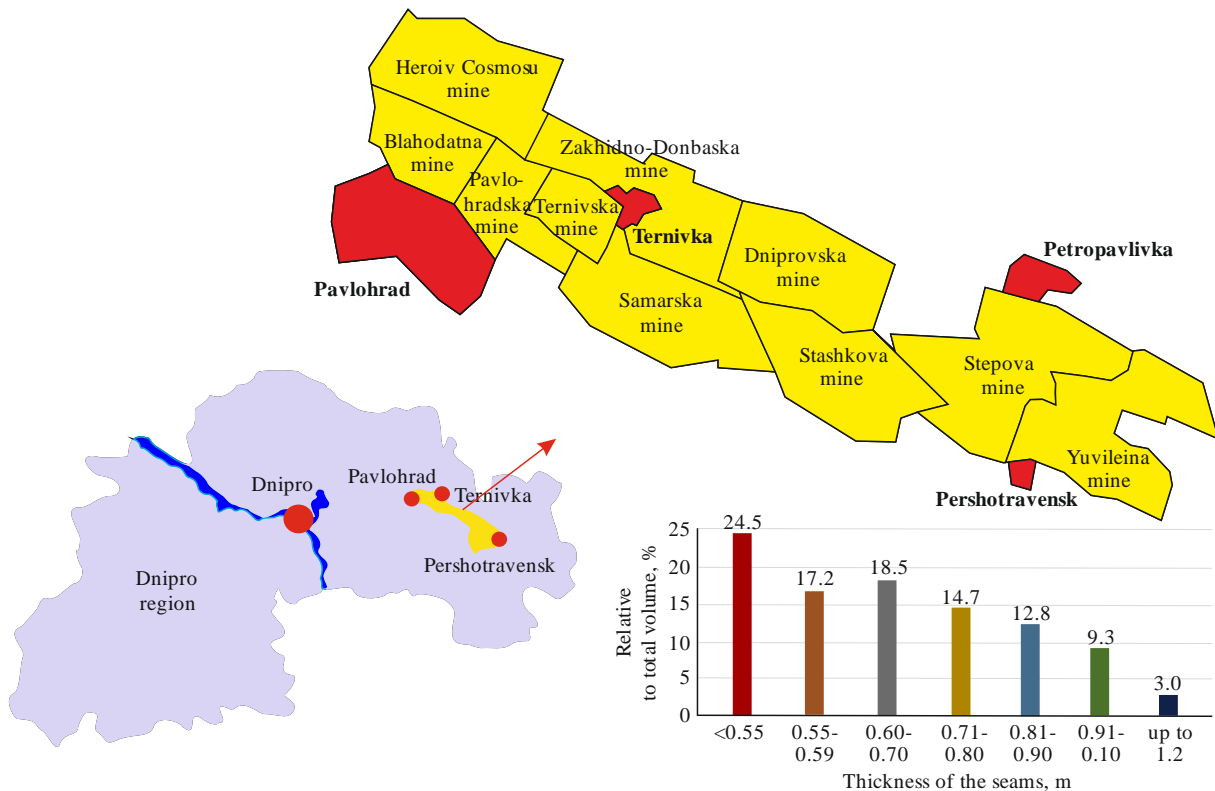 Heroiv Cosmosu
mine
Blahodatna
mine
Zakhidno-Donbaska
mine
Pavlo-
hradska
mine
Ternivska
mine
Ternivka
Dniprovska
mine
Petropavlivka
Pavlohrad
Samarska
mine
Stashkova
mine
Stepova
mine
Yuvileina
mine
Pershotravensk
Pavlohrad
Ternivka
Dnipro
Pershotravensk
Dnipro
region
Relative
to total volume, %
25
20
15
10
5
0
24.5
17.2
18.5
14.7
12.8
9.3
3.0
<0.55
0.55-
0.59
0.60-
0.70
0.71-
0.80
0.81-
0.90
0.91-
0.10
up to
1.2
Thickness of the seams, m